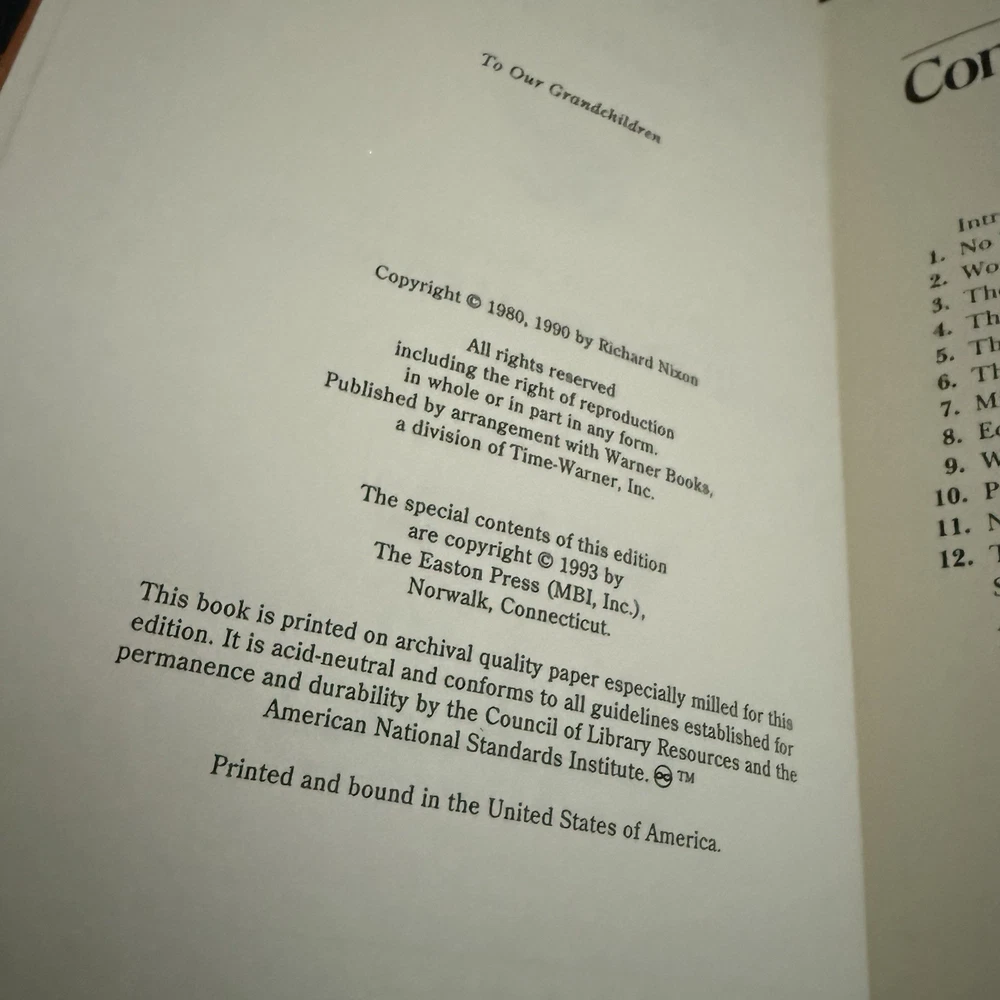 To Our Grandchildren
Copyright © 1980, 1990 by Richard Nixon
All rights reserved
including the right of reproduction
in whole or in part in any form.
Published by arrangement with Warner Books,
a division of Time-Warner, Inc.
The special contents of this edition
are copyright © 1993 by
The Easton Press (MBI, Inc.),
Norwalk, Connecticut.
This book is printed on archival quality paper especially milled for this
edition. It is acid-neutral and conforms to all guidelines established for
permanence and durability by the Council of Library Resources and the
American National Standards Institute. ♾ ™
Printed and bound in the United States of America.
1. No
2.
3.
4.
5.
6.
7.
8.
9.
10.
11.
12.